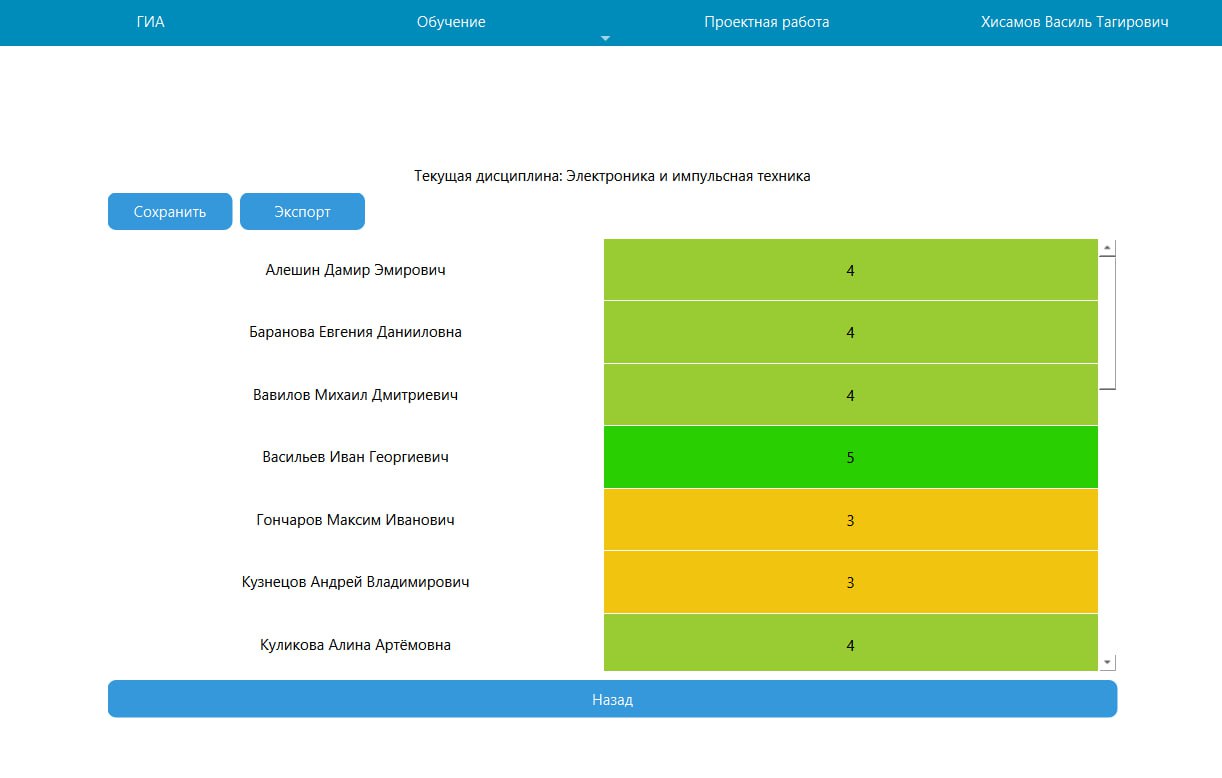 ГИА
Обучение
Проектная работа
Хисамов Василь Тагирович
Текущая дисциплина: Электроника и импульсная техника
Сохранить
Экспорт
Алешин Дамир Эмирович
4
Баранова Евгения Данииловна
4
Вавилов Михаил Дмитриевич
4
Васильев Иван Георгиевич
5
Гончаров Максим Иванович
3
Кузнецов Андрей Владимирович
3
Куликова Алина Артёмовна
4
Назад